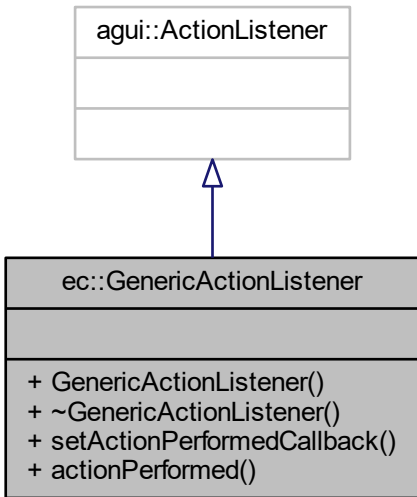 agui::ActionListener
ec::GenericActionListener
+ GenericActionListener()
+ ~GenericActionListener()
+ setActionPerformedCallback()
+ actionPerformed()